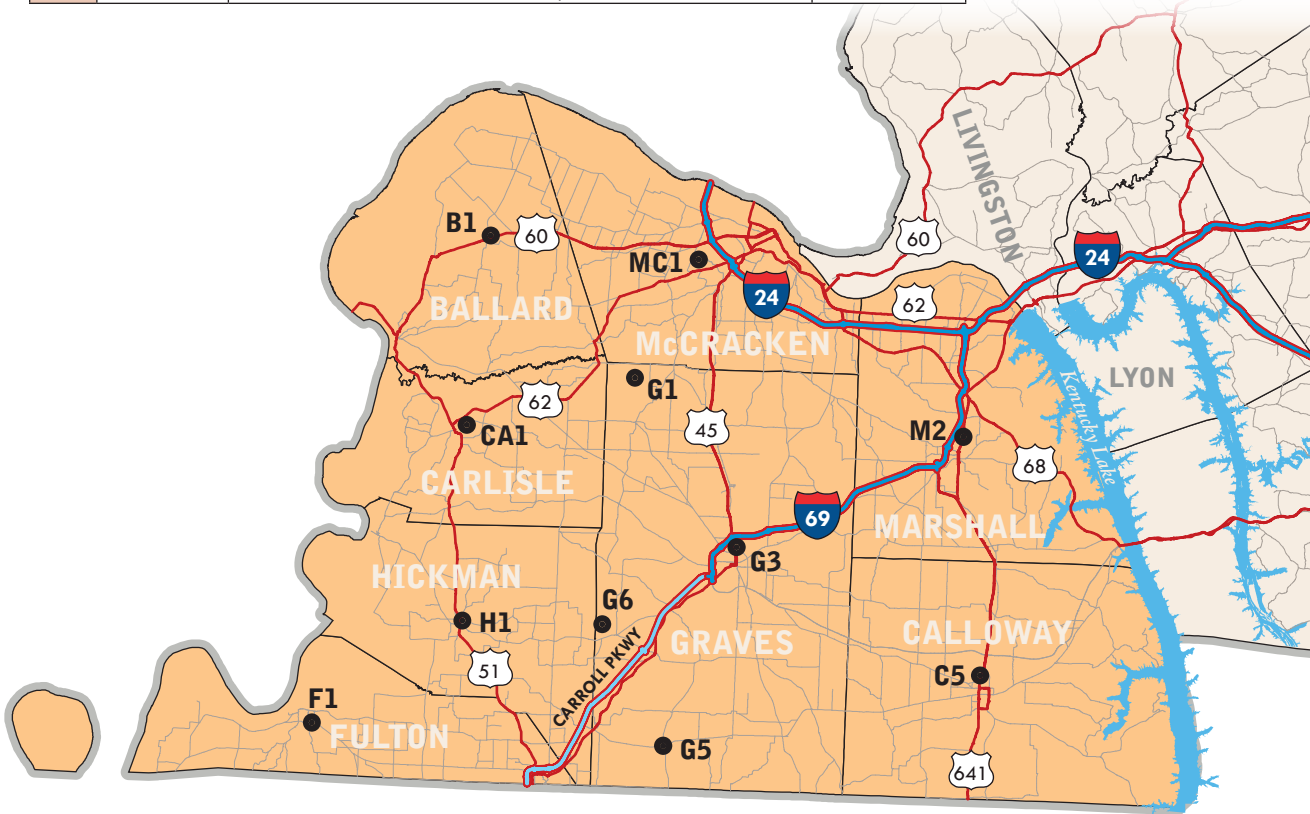 LIVINGSTON
B1
60
60
24
MC1
24
62
BALLARD
McCRACKEN
LYON
Kentucky Lake
G1
62
45
CA1
M2
68
CARLISLE
69
MARSHALL
G3
HICKMAN
G6
H1
GRAVES
CALLOWAY
CARROLL PKWY
51
C5
F1
FULTON
G5
641